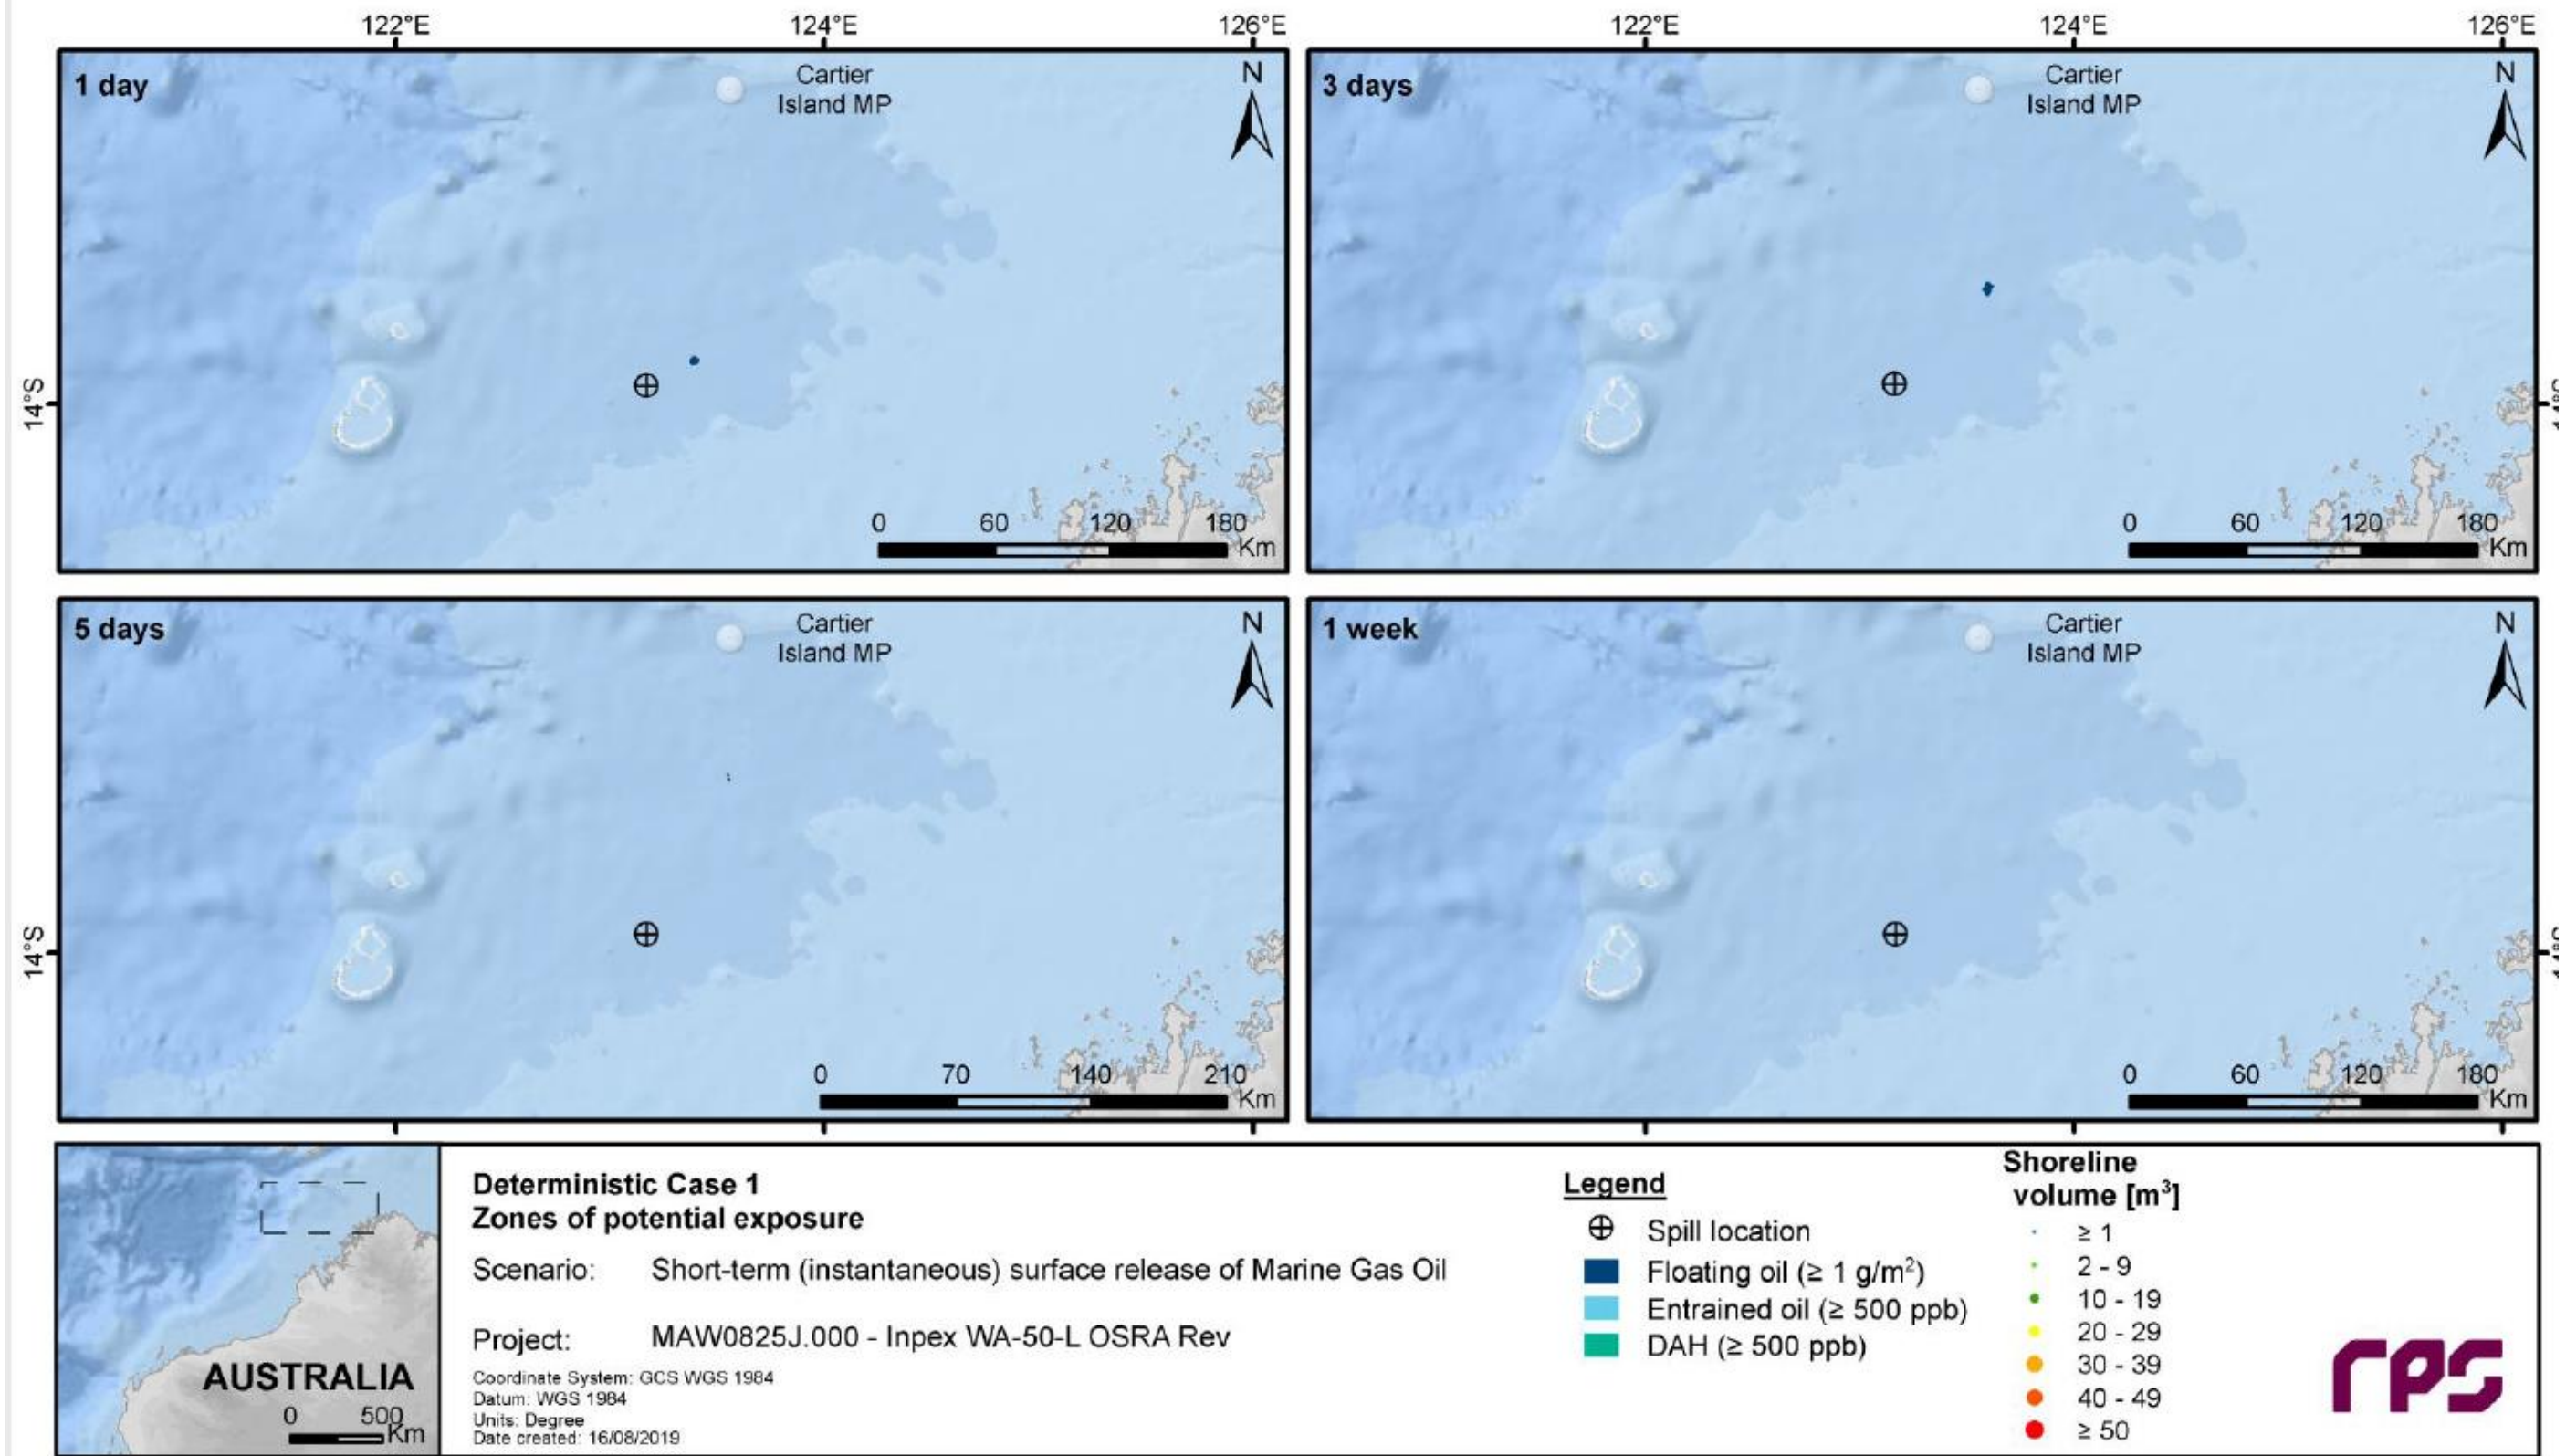 122°E 124°E 126°E 122°E 124°E 126°E
1 day
Cartier
Island MP
N
14°S
0 60 120 180
Km
3 days
Cartier
Island MP
N
0 60 120 180
Km
5 days
Cartier
Island MP
N
14°S
0 70 140 210
Km
1 week
Cartier
Island MP
N
0 60 120 180
Km
AUSTRALIA
0 500
Km
Deterministic Case 1
Zones of potential exposure
Scenario: Short-term (instantaneous) surface release of Marine Gas Oil
Project: MAW0825J.000 - Inpex WA-50-L OSRA Rev
Coordinate System: GCS WGS 1984
Datum: WGS 1984
Units: Degree
Date created: 16/08/2019
Legend
Spill location
Floating oil (≥ 1 g/m²)
Entrained oil (≥ 500 ppb)
DAH (≥ 500 ppb)
Shoreline
volume [m³]
≥ 1
2 - 9
10 - 19
20 - 29
30 - 39
40 - 49
≥ 50
rps